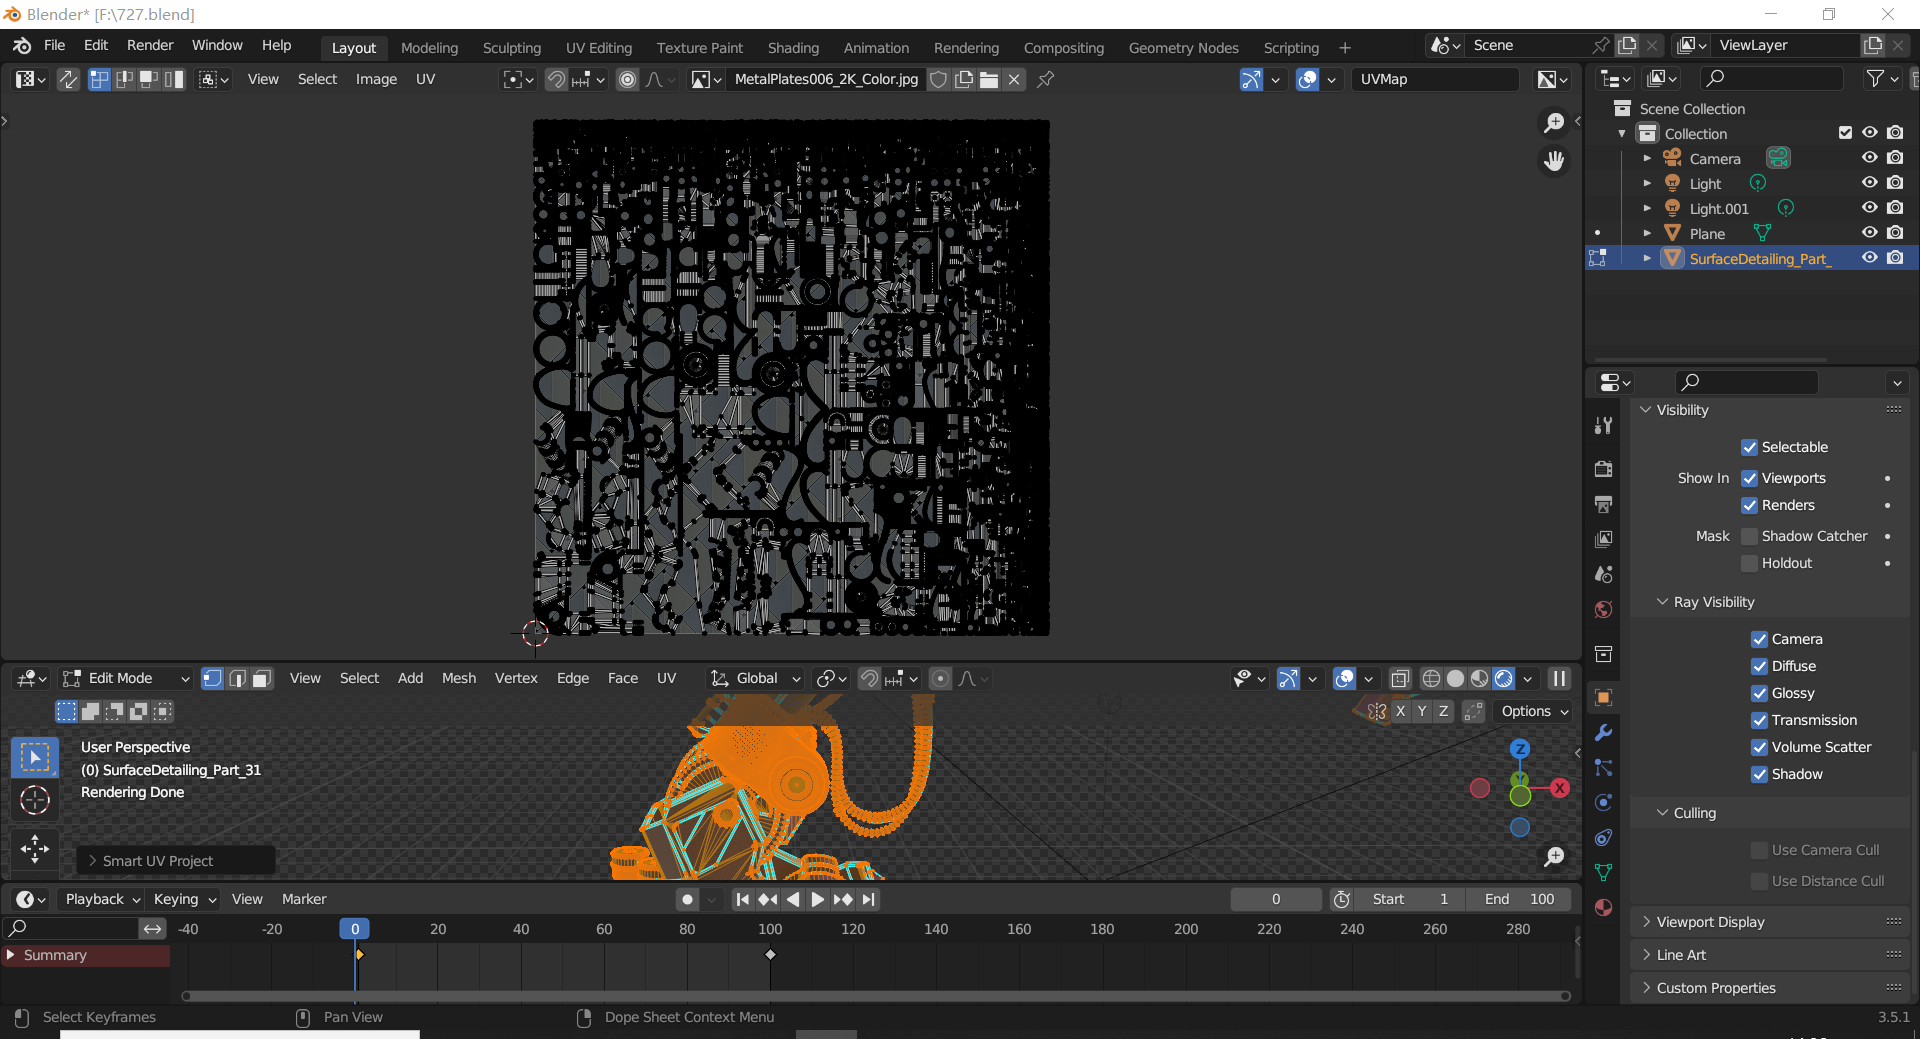 Blender* [F:\727.blend]
File Edit Render Window Help
Layout Modeling Sculpting UV Editing Texture Paint Shading Animation Rendering Compositing Geometry Nodes Scripting +
Scene
ViewLayer
View Select Image UV
MetalPlates006_2K_Color.jpg
UVMap
Scene Collection
Collection
Camera
Light
Light.001
Plane
SurfaceDetailing_Part_
Visibility
Selectable
Show In Viewports
Renders
Mask Shadow Catcher
Holdout
Ray Visibility
Camera
Diffuse
Glossy
Transmission
Volume Scatter
Shadow
Culling
Use Camera Cull
Use Distance Cull
Viewport Display
Line Art
Custom Properties
Edit Mode
View Select Add Mesh Vertex Edge Face UV
Global
X Y Z
Options
User Perspective
(0) SurfaceDetailing_Part_31
Rendering Done
Z
Y
X
Smart UV Project
Playback Keying View Marker
0
Start 1
End 100
-40 -20 0 20 40 60 80 100 120 140 160 180 200 220 240 260 280
Summary
Select Keyframes
Pan View
Dope Sheet Context Menu
3.5.1